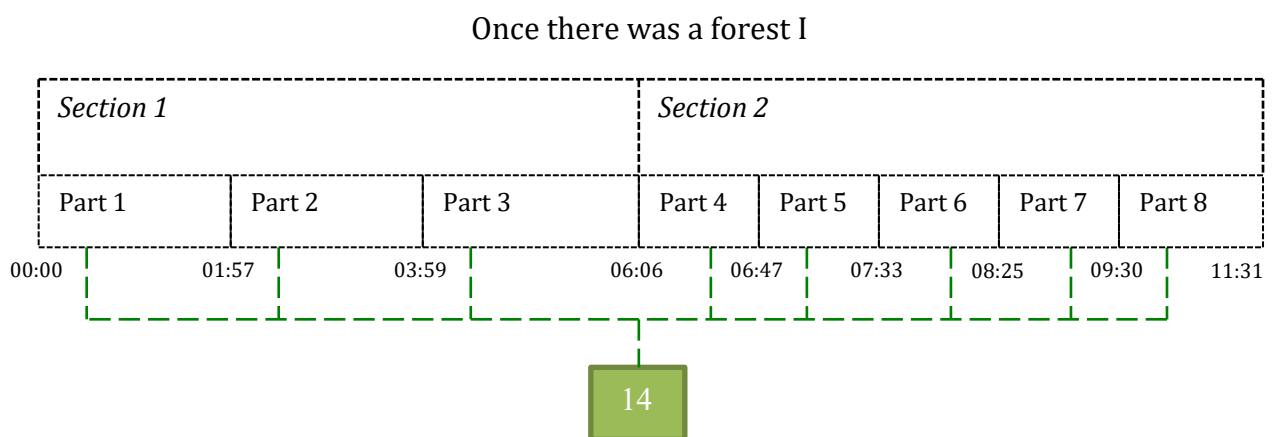 Once there was a forest I
Section 1 Section 2
Part 1 Part 2 Part 3 Part 4 Part 5 Part 6 Part 7 Part 8
00:00 01:57 03:59 06:06 06:47 07:33 08:25 09:30 11:31
14